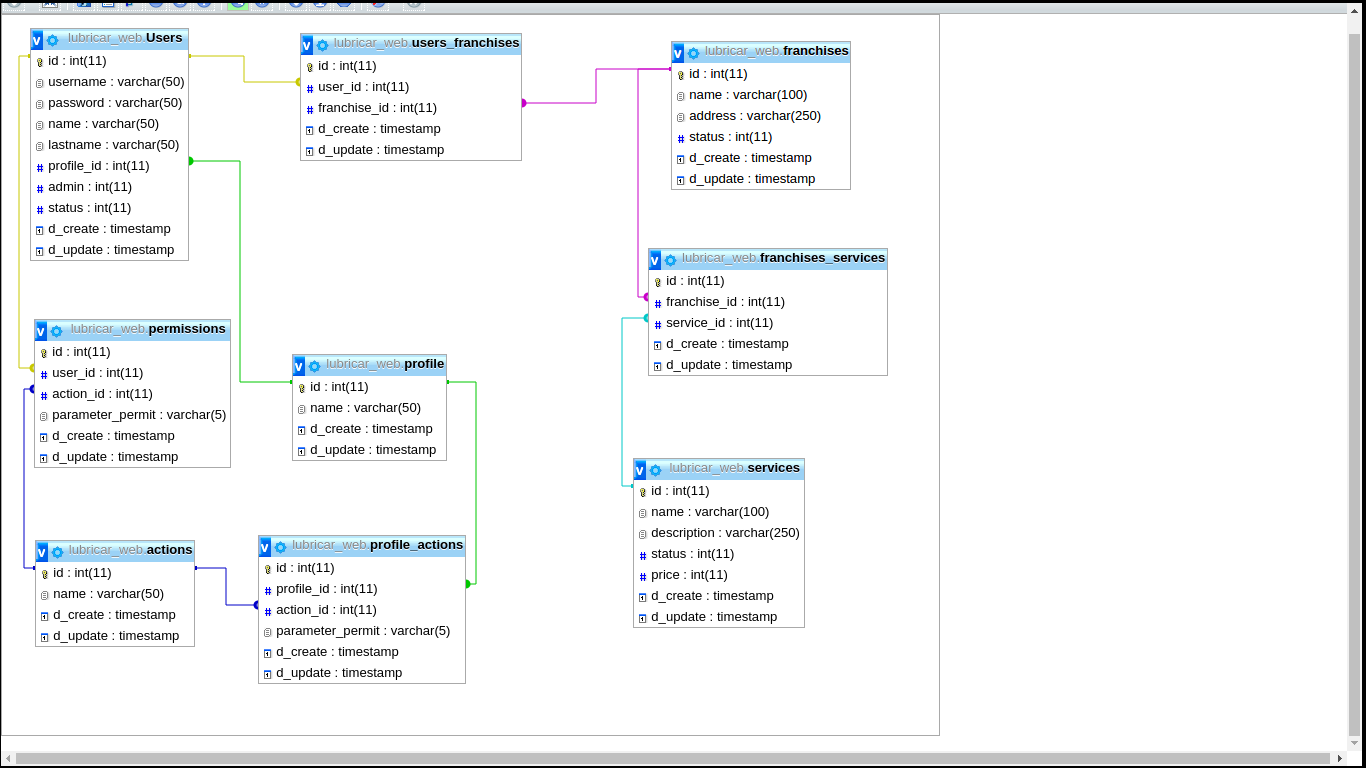 lubricar_web.Users
id : int(11)
username : varchar(50)
password : varchar(50)
name : varchar(50)
lastname : varchar(50)
profile_id : int(11)
admin : int(11)
status : int(11)
d_create : timestamp
d_update : timestamp
lubricar_web.users_franchises
id : int(11)
user_id : int(11)
franchise_id : int(11)
d_create : timestamp
d_update : timestamp
lubricar_web.franchises
id : int(11)
name : varchar(100)
address : varchar(250)
status : int(11)
d_create : timestamp
d_update : timestamp
lubricar_web.franchises_services
id : int(11)
franchise_id : int(11)
service_id : int(11)
d_create : timestamp
d_update : timestamp
lubricar_web.permissions
id : int(11)
user_id : int(11)
action_id : int(11)
parameter_permit : varchar(5)
d_create : timestamp
d_update : timestamp
lubricar_web.profile
id : int(11)
name : varchar(50)
d_create : timestamp
d_update : timestamp
lubricar_web.services
id : int(11)
name : varchar(100)
description : varchar(250)
status : int(11)
price : int(11)
d_create : timestamp
d_update : timestamp
lubricar_web.actions
id : int(11)
name : varchar(50)
d_create : timestamp
d_update : timestamp
lubricar_web.profile_actions
id : int(11)
profile_id : int(11)
action_id : int(11)
parameter_permit : varchar(5)
d_create : timestamp
d_update : timestamp